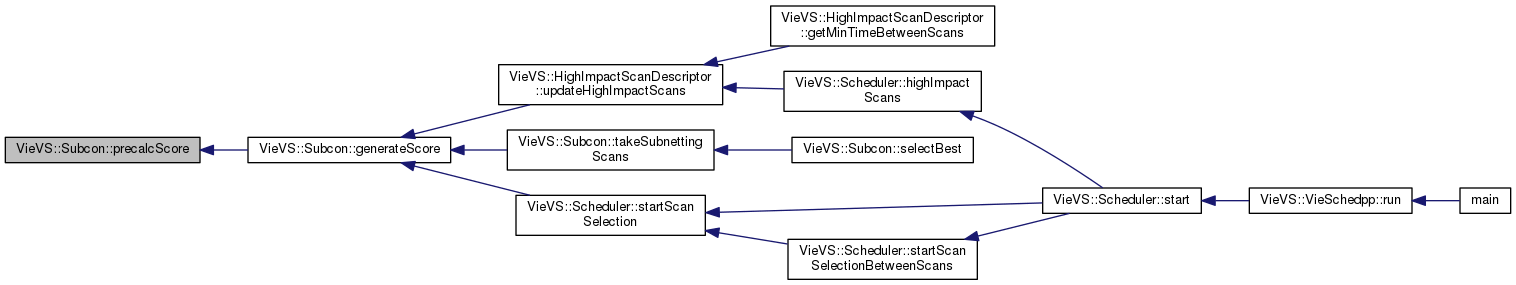 VieVS::HighImpactScanDescriptor
::getMinTimeBetweenScans
VieVS::HighImpactScanDescriptor
::updateHighImpactScans
VieVS::Scheduler::highImpact
Scans
VieVS::Subcon::precalcScore
VieVS::Subcon::generateScore
VieVS::Subcon::takeSubnetting
Scans
VieVS::Subcon::selectBest
VieVS::Scheduler::startScan
Selection
VieVS::Scheduler::start
VieVS::VieSchedpp::run
main
VieVS::Scheduler::startScan
SelectionBetweenScans